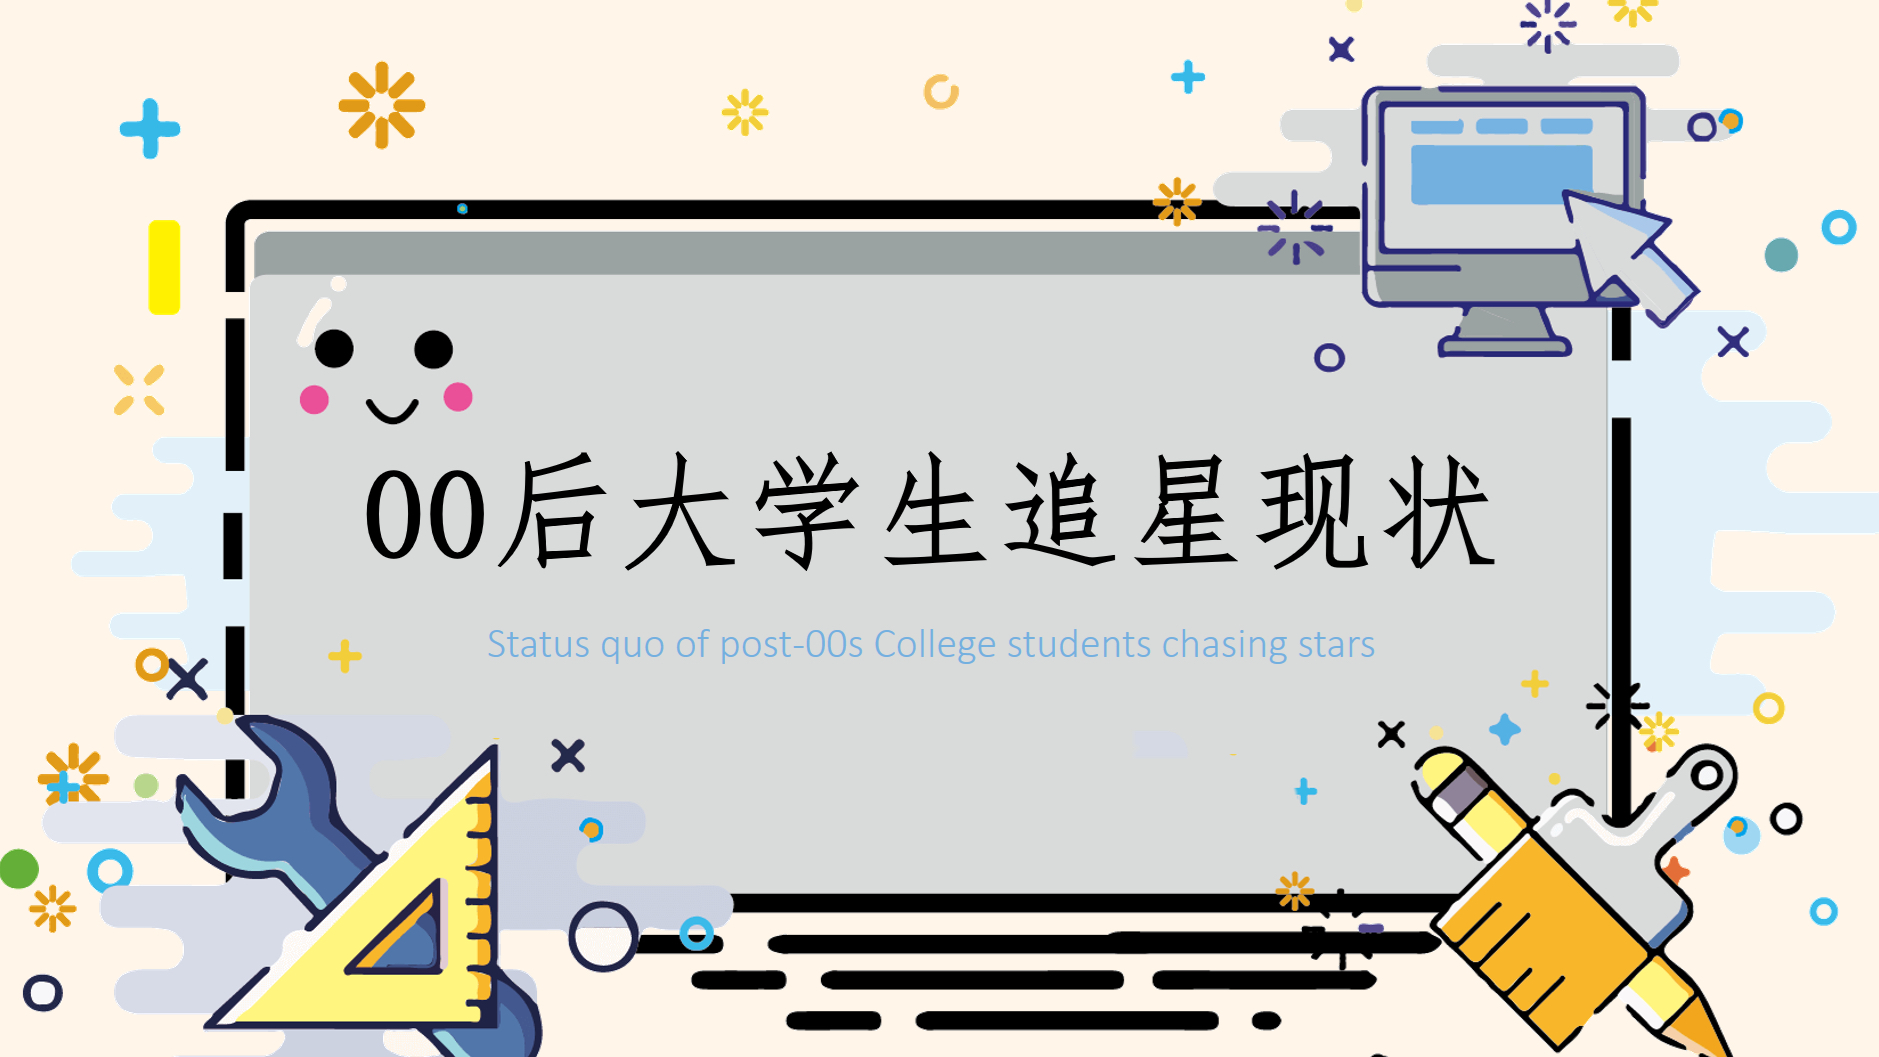 00后大学生追星现状
Status quo of post-00s College students chasing stars